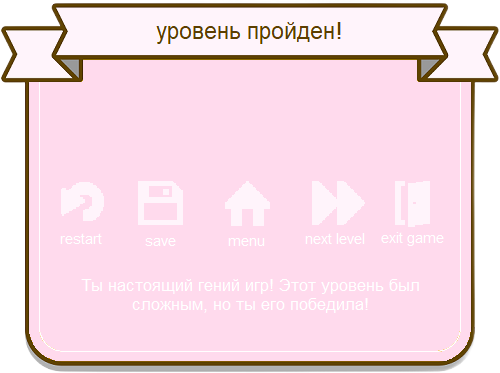 уровень пройден!
restart save menu next level exit game
Ты настоящий гений игр! Этот уровень был
сложным, но ты его победила!